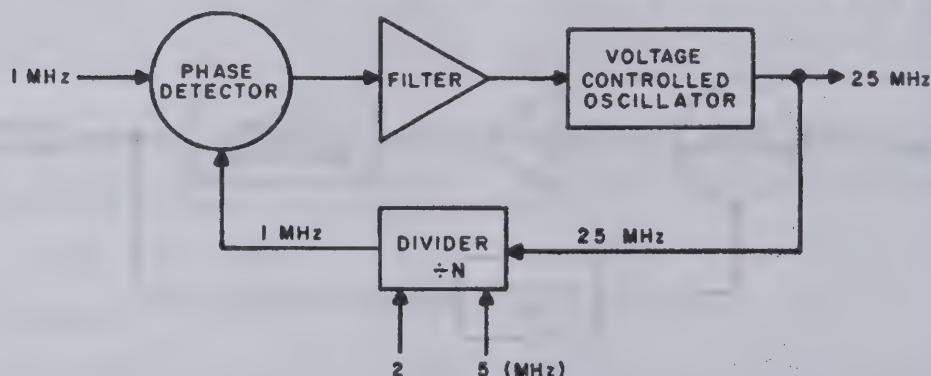 1 MHz
PHASE
DETECTOR
FILTER
VOLTAGE
CONTROLLED
OSCILLATOR
25 MHz
1 MHz
DIVIDER
÷N
25 MHz
2
5 (MHz)